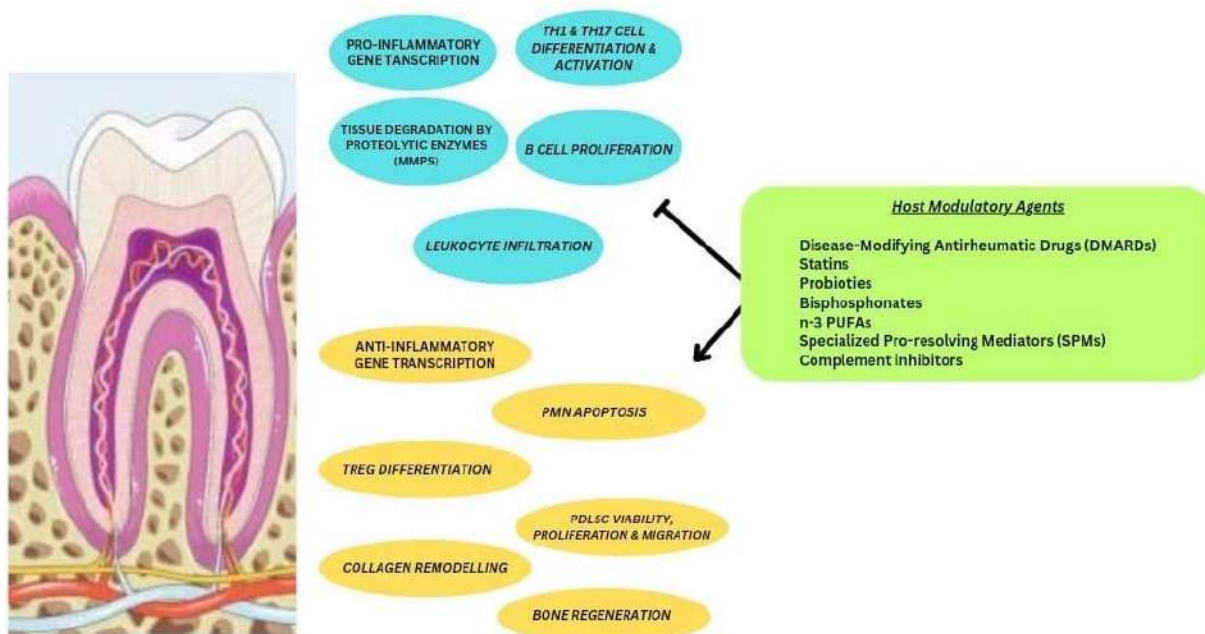 PRO-INFLAMMATORY
GENE TANSCRIPTION
TH1 & TH17 CELL
DIFFERENTIATION &
ACTIVATION
TISSUE DEGRADATION BY
PROTEOLYTIC ENZYMES
(MMPS)
B CELL PROLIFERATION
LEUKOCYTE INFILTRATION
ANTI-INFLAMMATORY
GENE TRANSCRIPTION
PMN APOPTOSIS
TREG DIFFERENTIATION
PDLSC VIABILITY,
PROLIFERATION & MIGRATION
COLLAGEN REMODELLING
BONE REGENERATION
Host Modulatory Agents
Disease-Modifying Antirheumatic Drugs (DMARDs)
Statins
Probioties
Bisphosphonates
n-3 PUFAs
Specialized Pro-resolving Mediators (SPMs)
Complement inhibitors